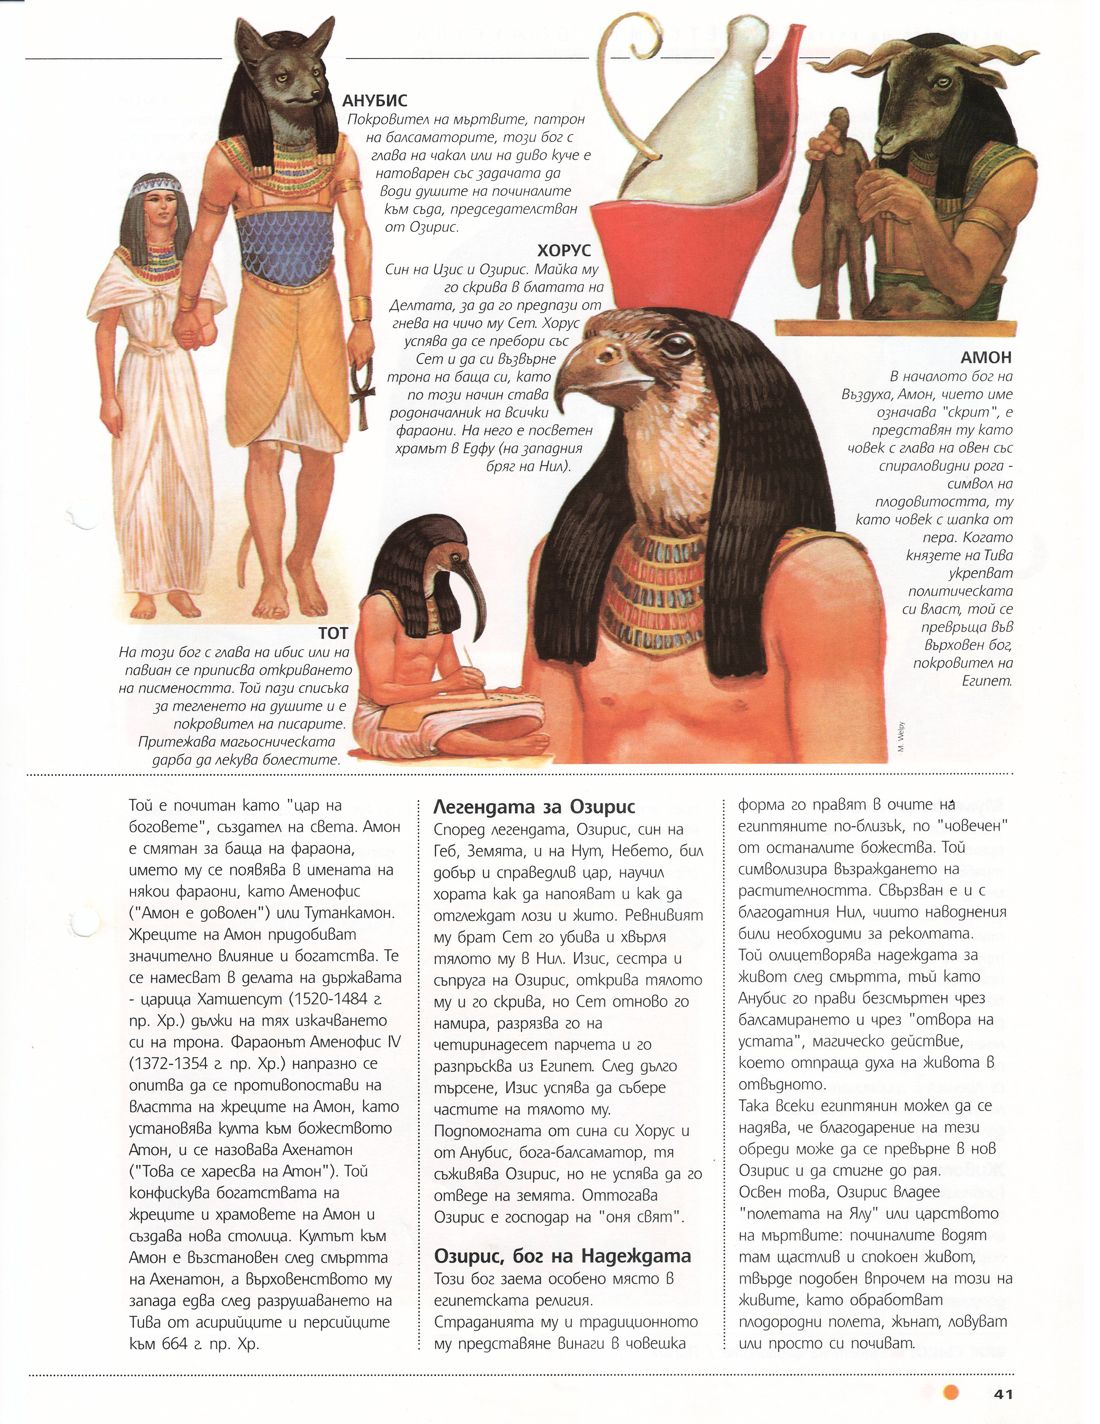 АНУБИС
Покровител на мъртвите, патрон
на балсаматорите, този бог с
глава на чакал или на диво куче е
натоварен със задачата да
води душите на починалите
към съда, председателстван
от Озирис.
ХОРУС
Син на Изис и Озирис. Майка му
го скрива в блатата на
Делтата, за да го предпази от
гнева на чичо му Сет. Хорус
успява да се пребори със
Сет и да си възвърне
трона на баща си, като
по този начин става
родоначалник на всички
фараони. На него е посветен
храмът в Едфу (на западния
бряг на Нил).
АМОН
В началото бог на
Въздуха, Амон, чието име
означава "скрит", е
представян ту като
човек с глава на овен със
спираловидни рога -
символ на
плодовитостта, ту
като човек с шапка от
пера. Когато
князете на Тива
укрепват
политическата
си власт, той се
превръща във
върховен бог,
покровител на
Египет.
ТОТ
На този бог с глава на ибис или на
павиан се приписва откриването
на писмеността. Той пази списъка
за тегленето на душите и е
покровител на писарите.
Притежава магьосническата
дарба да лекува болестите.
M. Welpy
Той е почитан като "цар на
боговете", създател на света. Амон
е смятан за баща на фараона,
името му се появява в имената на
някои фараони, като Аменофис
("Амон е доволен") или Тутанкамон.
Жреците на Амон придобиват
значително влияние и богатства. Те
се намесват в делата на държавата
- царица Хатшепсут (1520-1484 г.
пр. Хр.) дължи на тях изкачването
си на трона. Фараонът Аменофис IV
(1372-1354 г. пр. Хр.) напразно се
опитва да се противопостави на
властта на жреците на Амон, като
установява култа към божеството
Атон, и се назовава Ахенатон
("Това се харесва на Атон"). Той
конфискува богатствата на
жреците и храмовете на Амон и
създава нова столица. Култът към
Амон е възстановен след смъртта
на Ахенатон, а върховенството му
запада едва след разрушаването на
Тива от асирийците и персийците
към 664 г. пр. Хр.
Легендата за Озирис
Според легендата, Озирис, син на
Геб, Земята, и на Нут, Небето, бил
добър и справедлив цар, научил
хората как да напояват и как да
отглеждат лози и жито. Ревнивият
му брат Сет го убива и хвърля
тялото му в Нил. Изис, сестра и
съпруга на Озирис, открива тялото
му и го скрива, но Сет отново го
намира, разрязва го на
четиринадесет парчета и го
разпръсква из Египет. След дълго
търсене, Изис успява да събере
частите на тялото му.
Подпомогната от сина си Хорус и
от Анубис, бога-балсаматор, тя
съживява Озирис, но не успява да го
отведе на земята. Оттогава
Озирис е господар на "оня свят".
Озирис, бог на Надеждата
Този бог заема особено място в
египетската религия.
Страданията му и традиционното
му представяне винаги в човешка
форма го правят в очите на
египтяните по-близък, по "човечен"
от останалите божества. Той
символизира възраждането на
растителността. Свързван е и с
благодатния Нил, чиито наводнения
били необходими за реколтата.
Той олицетворява надеждата за
живот след смъртта, тъй като
Анубис го прави безсмъртен чрез
балсамирането и чрез "отвора на
устата", магическо действие,
което отпраща духа на живота в
отвъдното.
Така всеки египтянин можел да се
надява, че благодарение на тези
обреди може да се превърне в нов
Озирис и да стигне до рая.
Освен това, Озирис владее
"полетата на Ялу" или царството
на мъртвите: починалите водят
там щастлив и спокоен живот,
твърде подобен впрочем на този на
живите, като обработват
плодородни полета, жънат, ловуват
или просто си почиват.
41